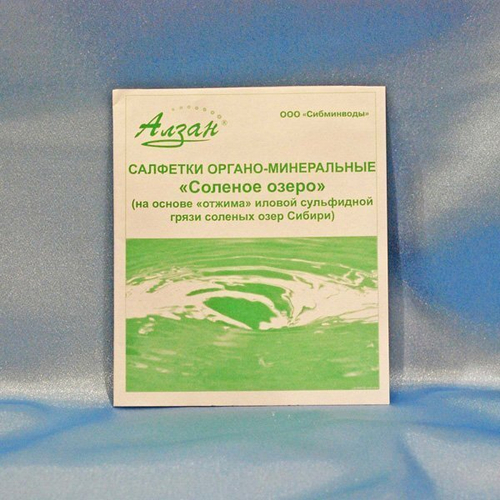 Алзан®
ООО «Сибминводы»
САЛФЕТКИ ОРГАНО-МИНЕРАЛЬНЫЕ
«Соленое озеро»
(на основе «отжима» иловой сульфидной
грязи соленых озер Сибири)